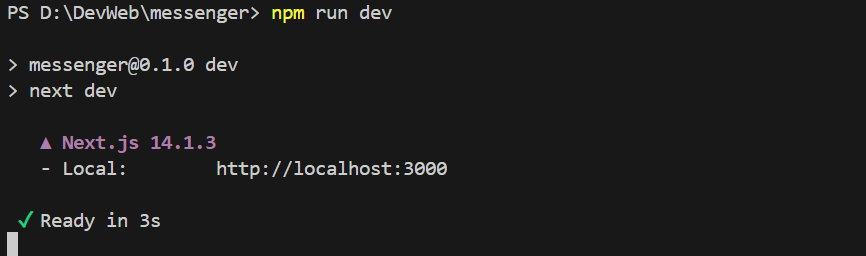 PS D:\DevWeb\messenger> npm run dev
> messenger@0.1.0 dev
> next dev
▲ Next.js 14.1.3
- Local: http://localhost:3000
✓ Ready in 3s